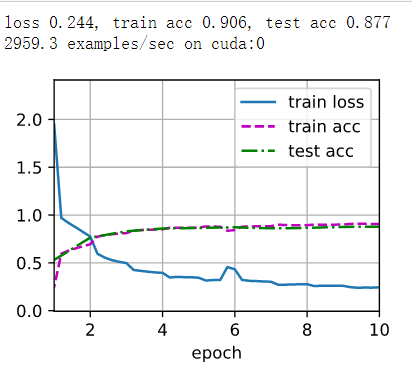 loss 0.244, train acc 0.906, test acc 0.877
2959.3 examples/sec on cuda:0
train loss
train acc
test acc
2.0
1.5
1.0
0.5
0.0
2 4 6 8 10
epoch